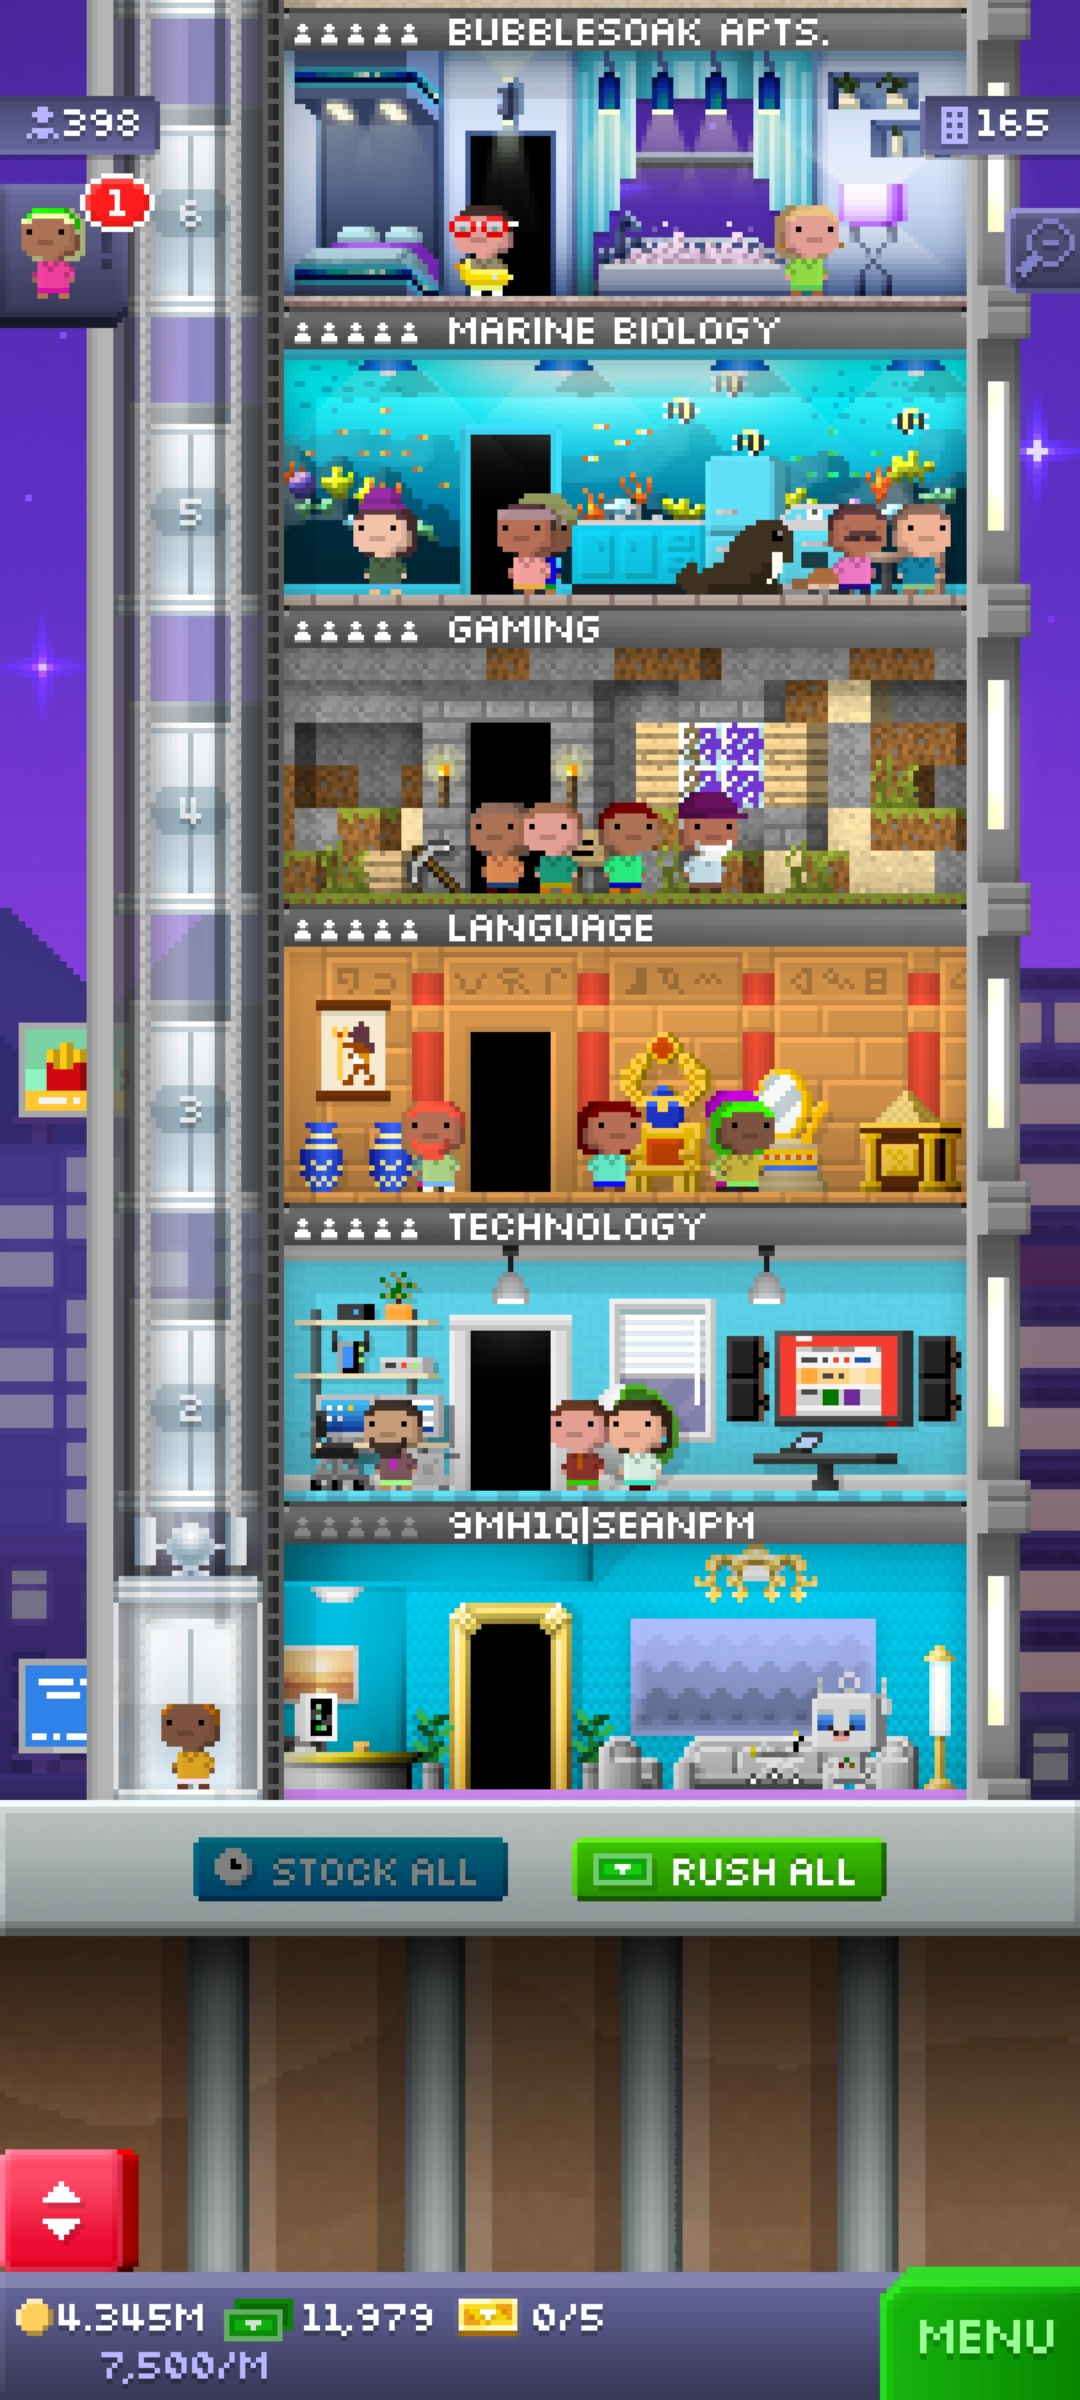 BUBBLESOAK APTS.
398
165
1
6
MARINE BIOLOGY
5
GAMING
4
LANGUAGE
3
TECHNOLOGY
2
9MH1Q|SEANPM
STOCK ALL
RUSH ALL
4.345M
11,979
0/5
7,500/M
MENU